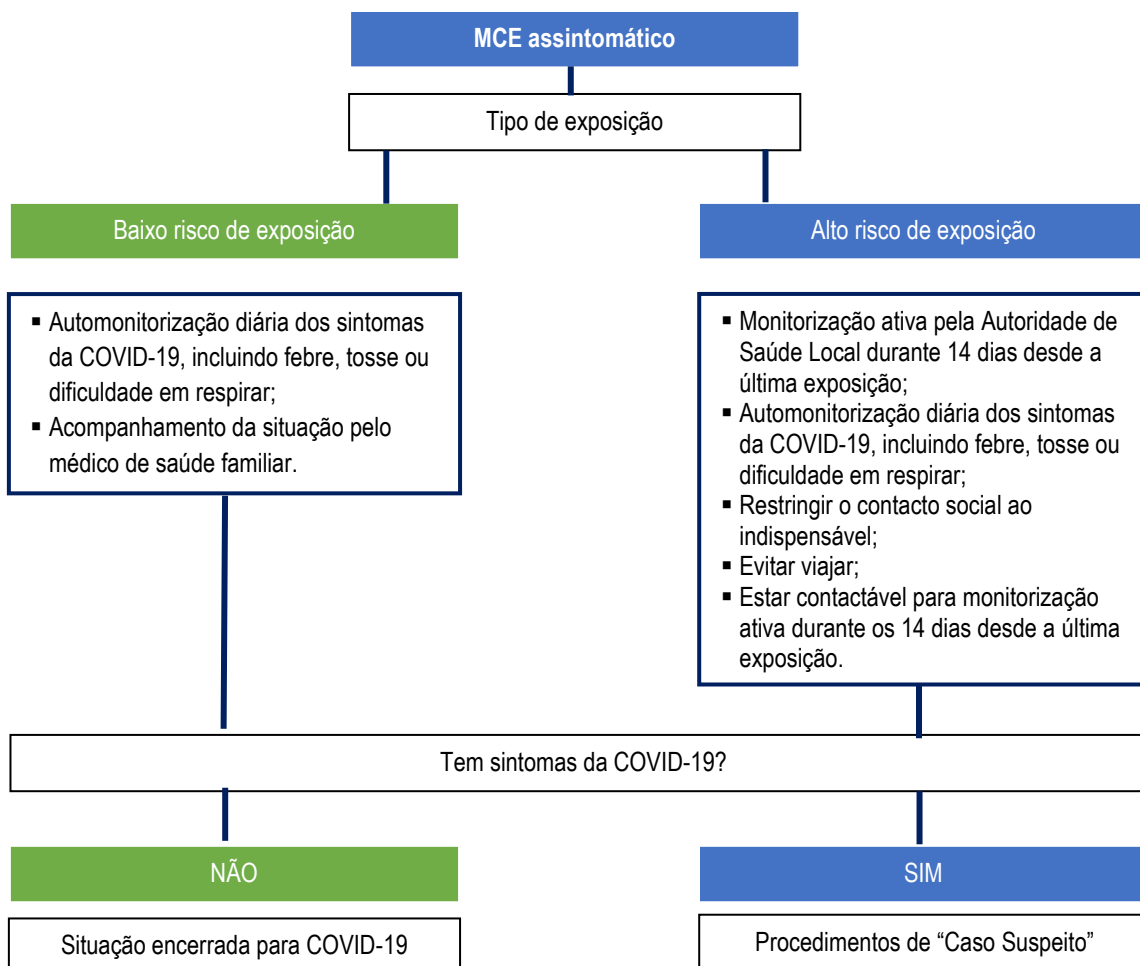 MCE assintomático
Tipo de exposição
Baixo risco de exposição
▪ Automonitorização diária dos sintomas
da COVID-19, incluindo febre, tosse ou
dificuldade em respirar;
▪ Acompanhamento da situação pelo
médico de saúde familiar.
Alto risco de exposição
▪ Monitorização ativa pela Autoridade de
Saúde Local durante 14 dias desde a
última exposição;
▪ Automonitorização diária dos sintomas
da COVID-19, incluindo febre, tosse ou
dificuldade em respirar;
▪ Restringir o contacto social ao
indispensável;
▪ Evitar viajar;
▪ Estar contactável para monitorização
ativa durante os 14 dias desde a última
exposição.
Tem sintomas da COVID-19?
NÃO
Situação encerrada para COVID-19
SIM
Procedimentos de “Caso Suspeito”